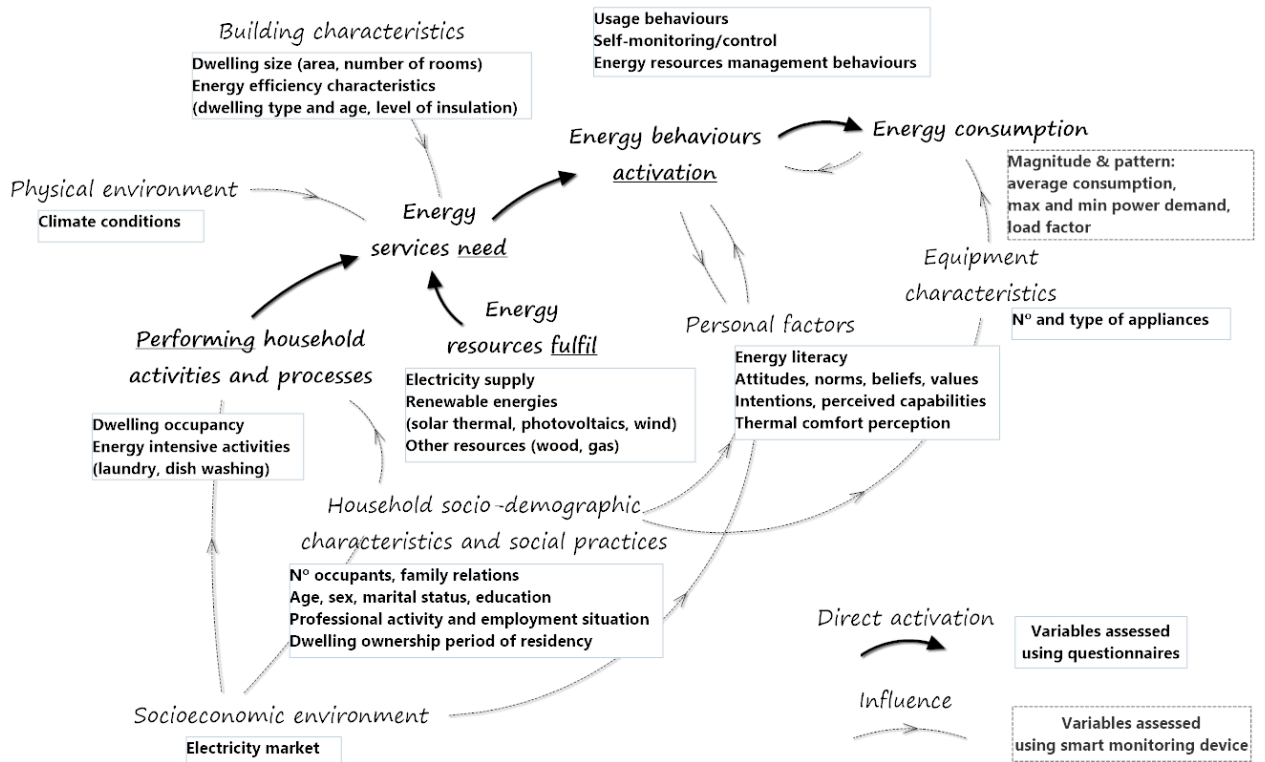 Building characteristics
Dwelling size (area, number of rooms)
Energy efficiency characteristics
(dwelling type and age, level of insulation)
Usage behaviours
Self-monitoring/control
Energy resources management behaviours
Energy behaviours
activation
Energy consumption
Magnitude & pattern:
average consumption,
max and min power demand,
load factor
Physical environment
Climate conditions
Energy
services need
Equipment
characteristics
Nº and type of appliances
Energy
resources fulfil
Electricity supply
Renewable energies
(solar thermal, photovoltaics, wind)
Other resources (wood, gas)
Personal factors
Energy literacy
Attitudes, norms, beliefs, values
Intentions, perceived capabilities
Thermal comfort perception
Performing household
activities and processes
Dwelling occupancy
Energy intensive activities
(laundry, dish washing)
Household socio-demographic
characteristics and social practices
Nº occupants, family relations
Age, sex, marital status, education
Professional activity and employment situation
Dwelling ownership period of residency
Socioeconomic environment
Electricity market
Direct activation
Variables assessed
using questionnaires
Influence
Variables assessed
using smart monitoring device